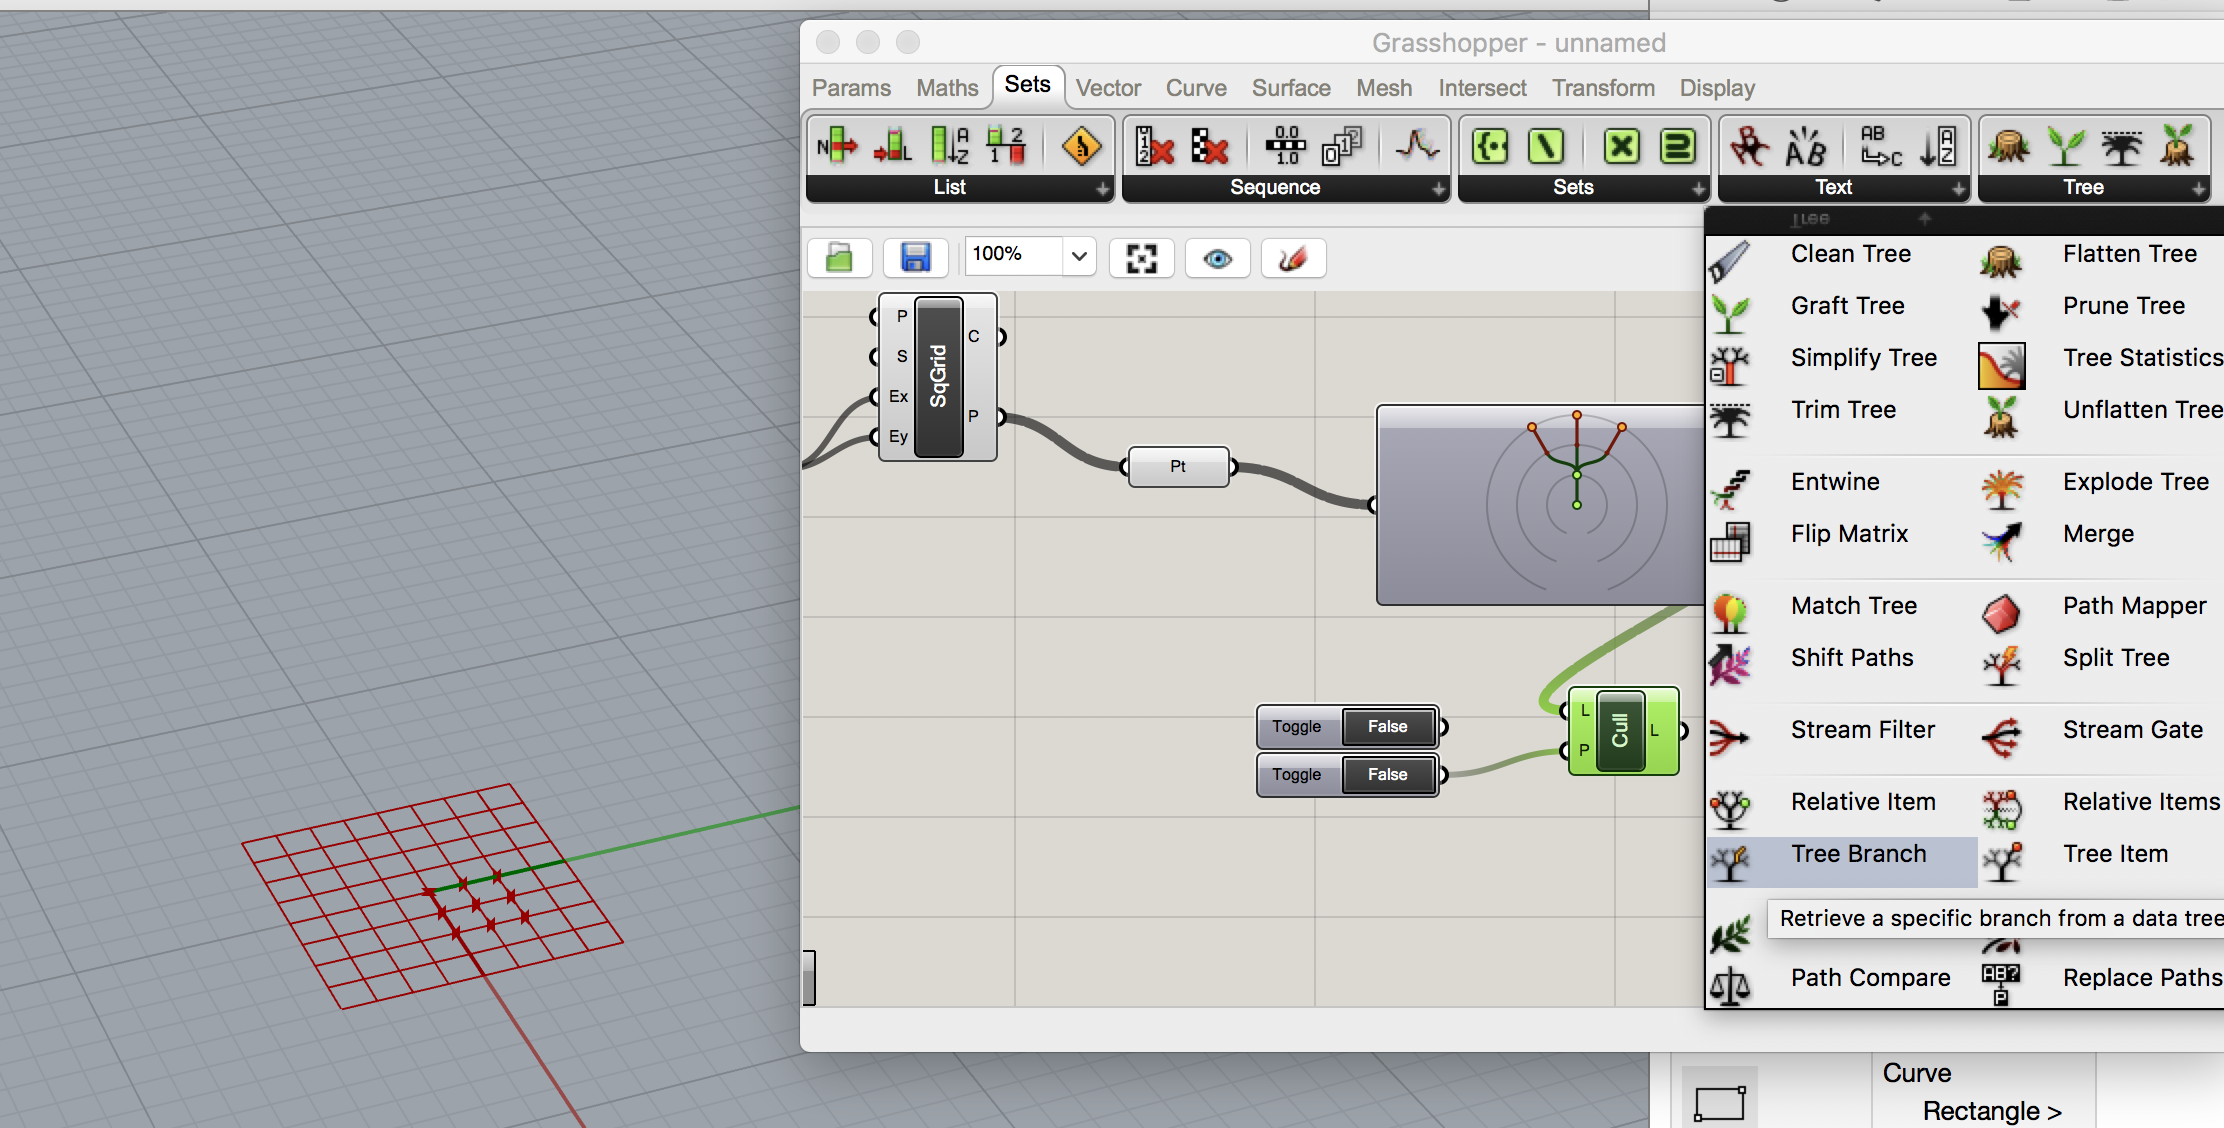 Grasshopper - unnamed
Params Maths Sets Vector Curve Surface Mesh Intersect Transform Display
List Sequence Sets Text Tree
Tree
100%
Clean Tree Flatten Tree
Graft Tree Prune Tree
Simplify Tree Tree Statistics
Trim Tree Unflatten Tree
Entwine Explode Tree
Flip Matrix Merge
Match Tree Path Mapper
Shift Paths Split Tree
Stream Filter Stream Gate
Relative Item Relative Items
Tree Branch Tree Item
Retrieve a specific branch from a data tree
Path Compare Replace Paths
P
S
Ex
Ey
SqGrid
C
P
Pt
Toggle False
Toggle False
L
P
Cull
L
Curve
Rectangle >